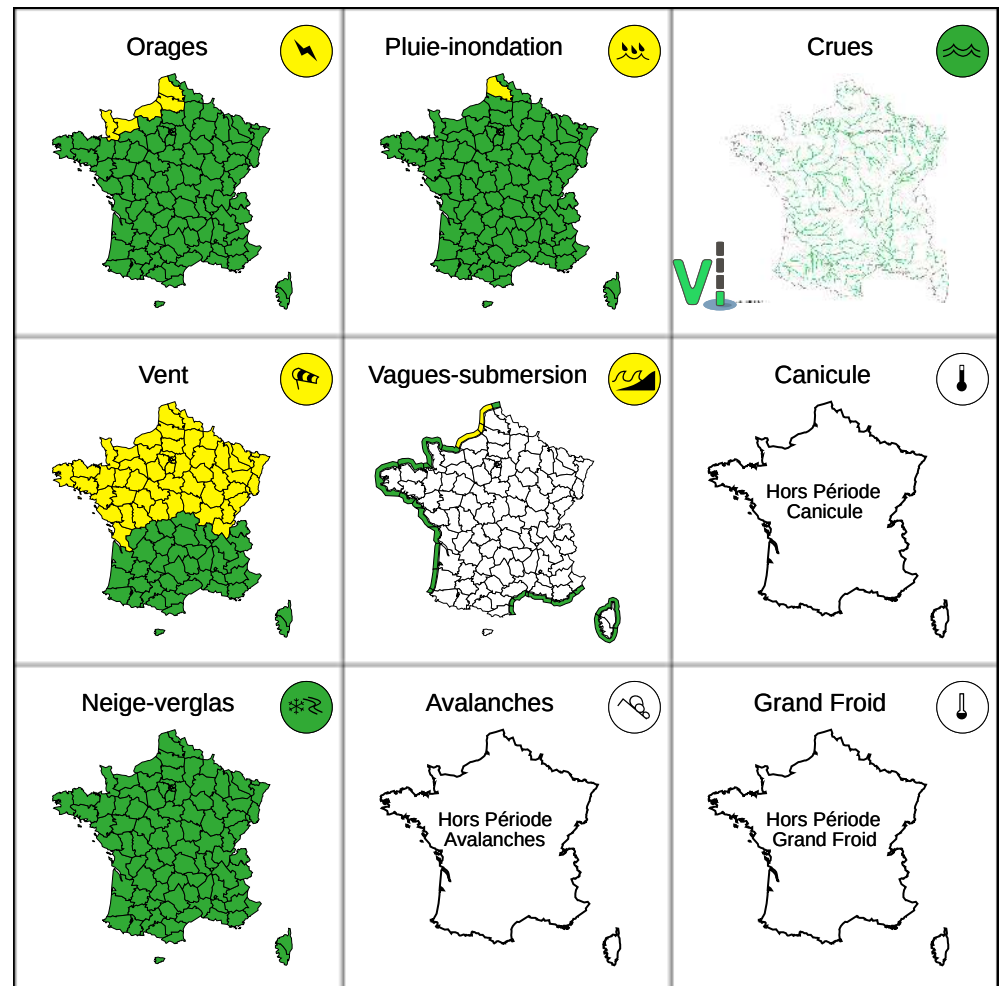 Orages
Pluie-inondation
Crues
Vi
Vent
Vagues-submersion
Canicule
Hors Période
Canicule
Neige-verglas
Avalanches
Grand Froid
Hors Période
Avalanches
Hors Période
Grand Froid